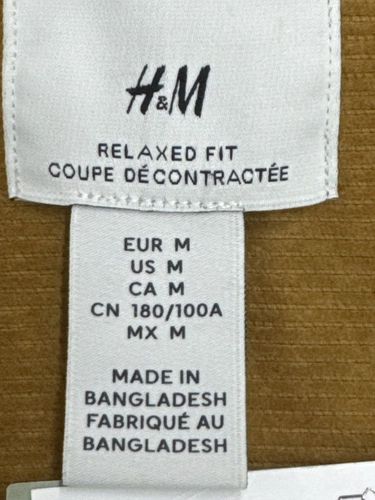 H&M
RELAXED FIT
COUPE DÉCONTRACTÉE
EUR M
US M
CA M
CN 180/100A
MX M
MADE IN
BANGLADESH
FABRIQUÉ AU
BANGLADESH